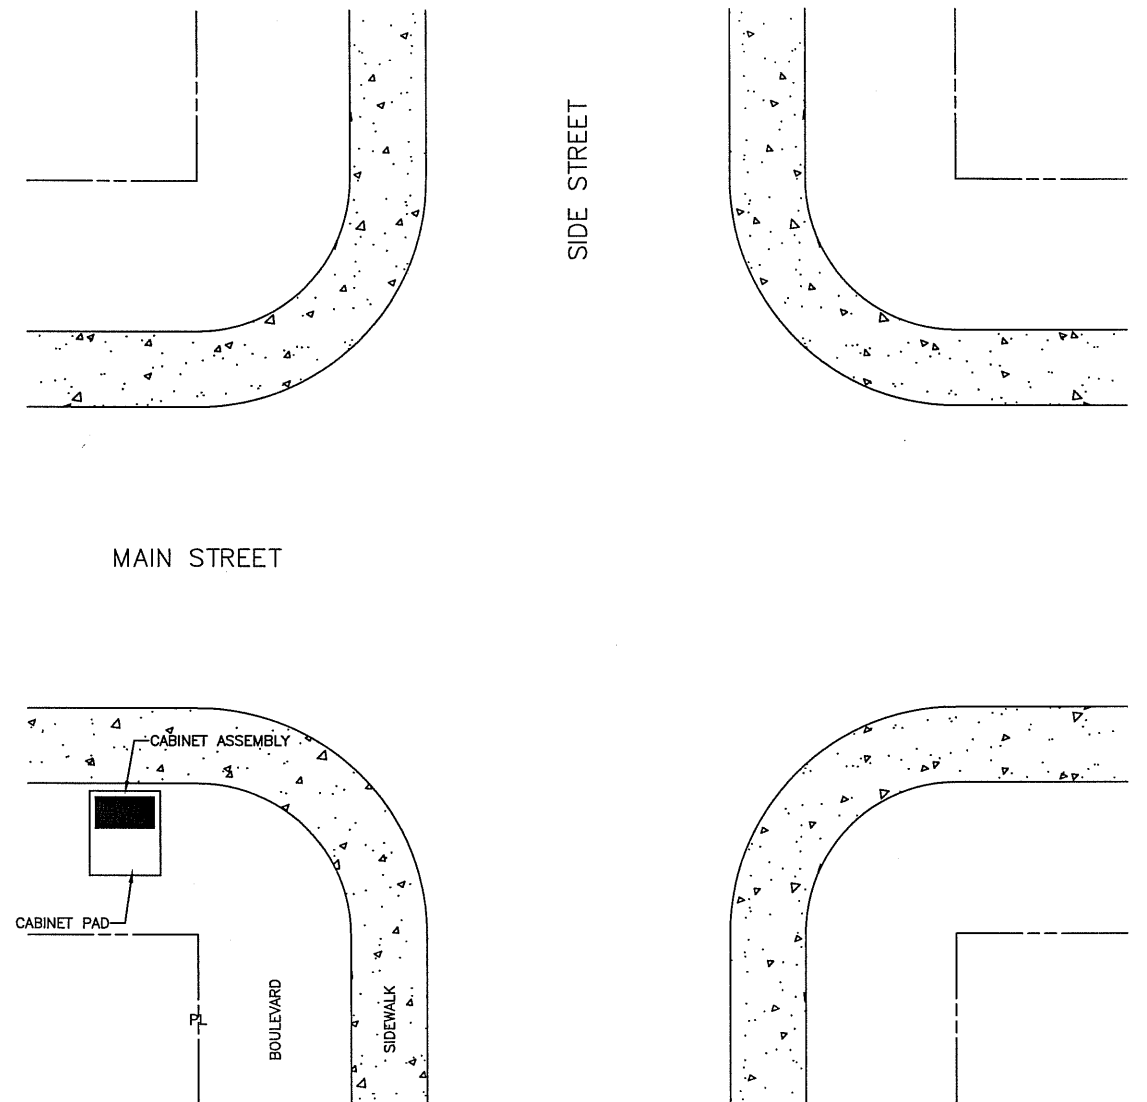 SIDE STREET
MAIN STREET
CABINET ASSEMBLY
CABINET PAD
PL
BOULEVARD
SIDEWALK